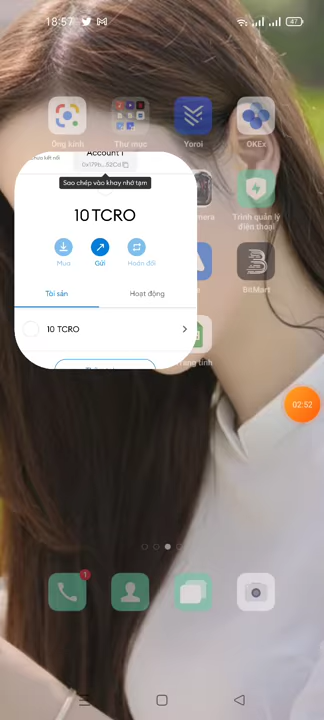 18:57
47
Ống kính
Thư mục
Yoroi
OKEx
Account 1
0x179b...52Cd
Sao chép vào khay nhớ tạm
10 TCRO
Mua
Gửi
Hoán đổi
Tài sản
Hoạt động
10 TCRO
Trình quản lý
điện thoại
BitMart
02:52
1